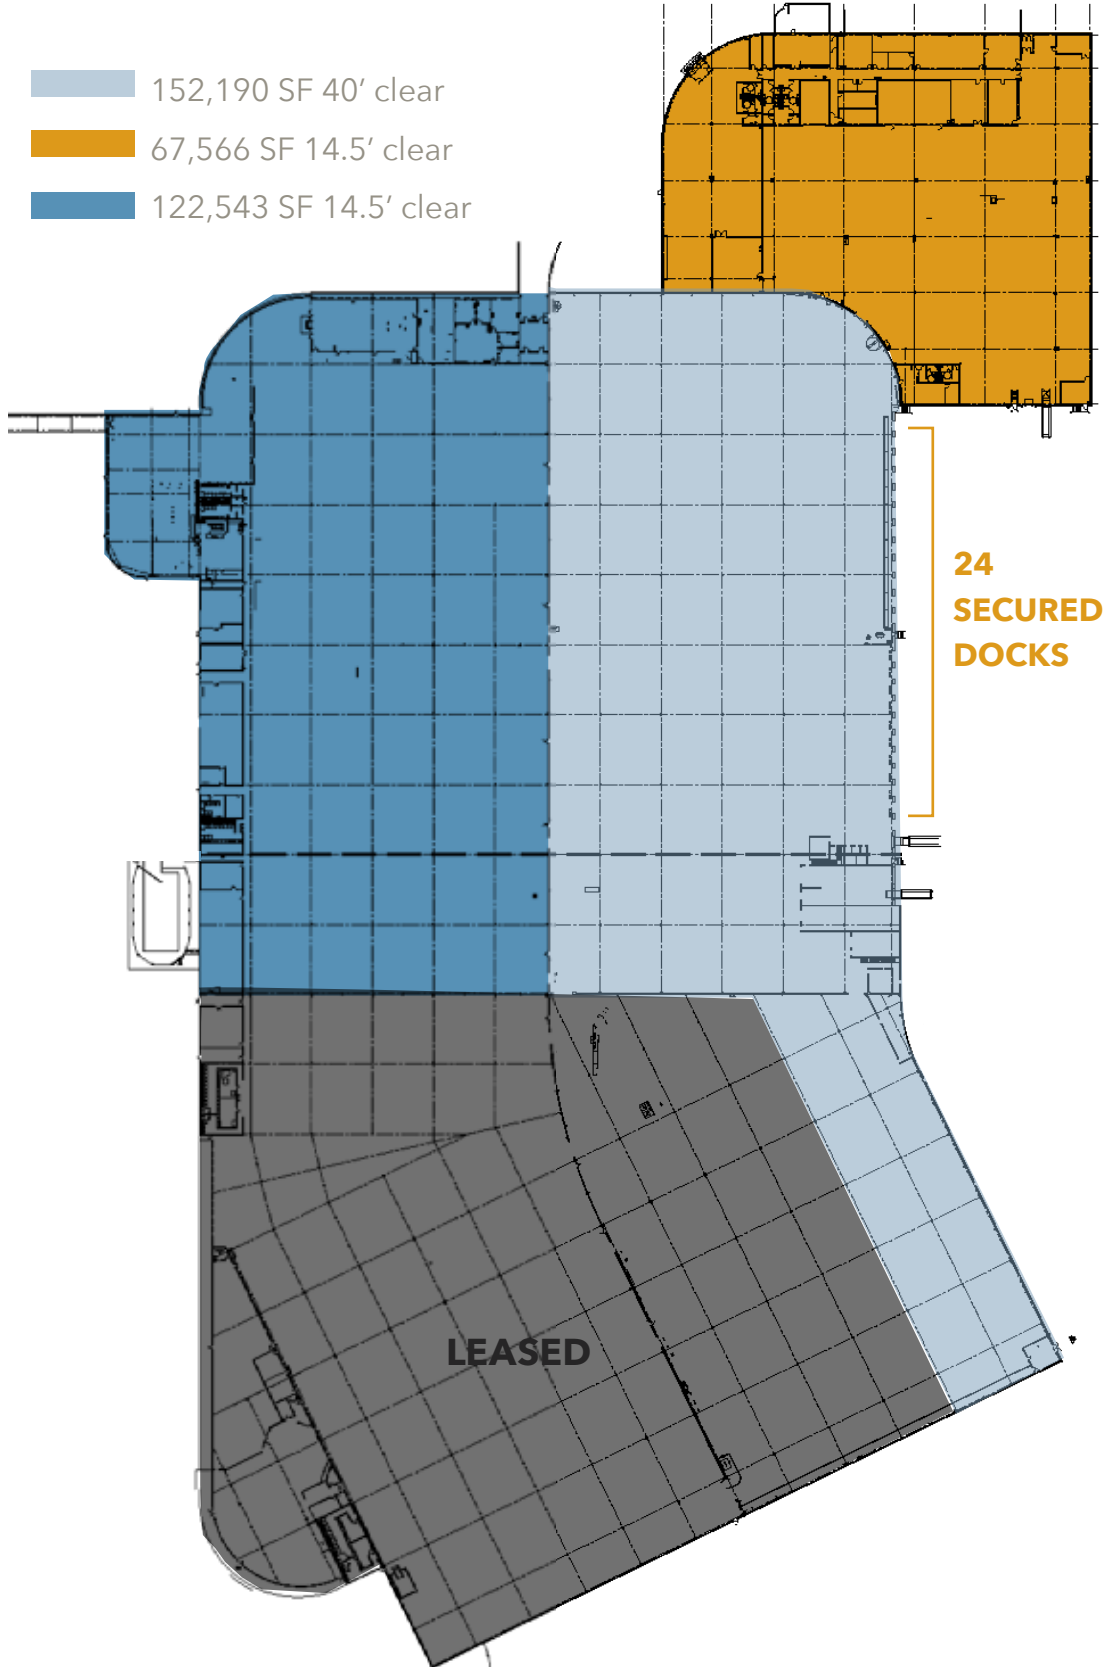 152,190 SF 40’ clear
67,566 SF 14.5’ clear
122,543 SF 14.5’ clear
24
SECURED
DOCKS
LEASED